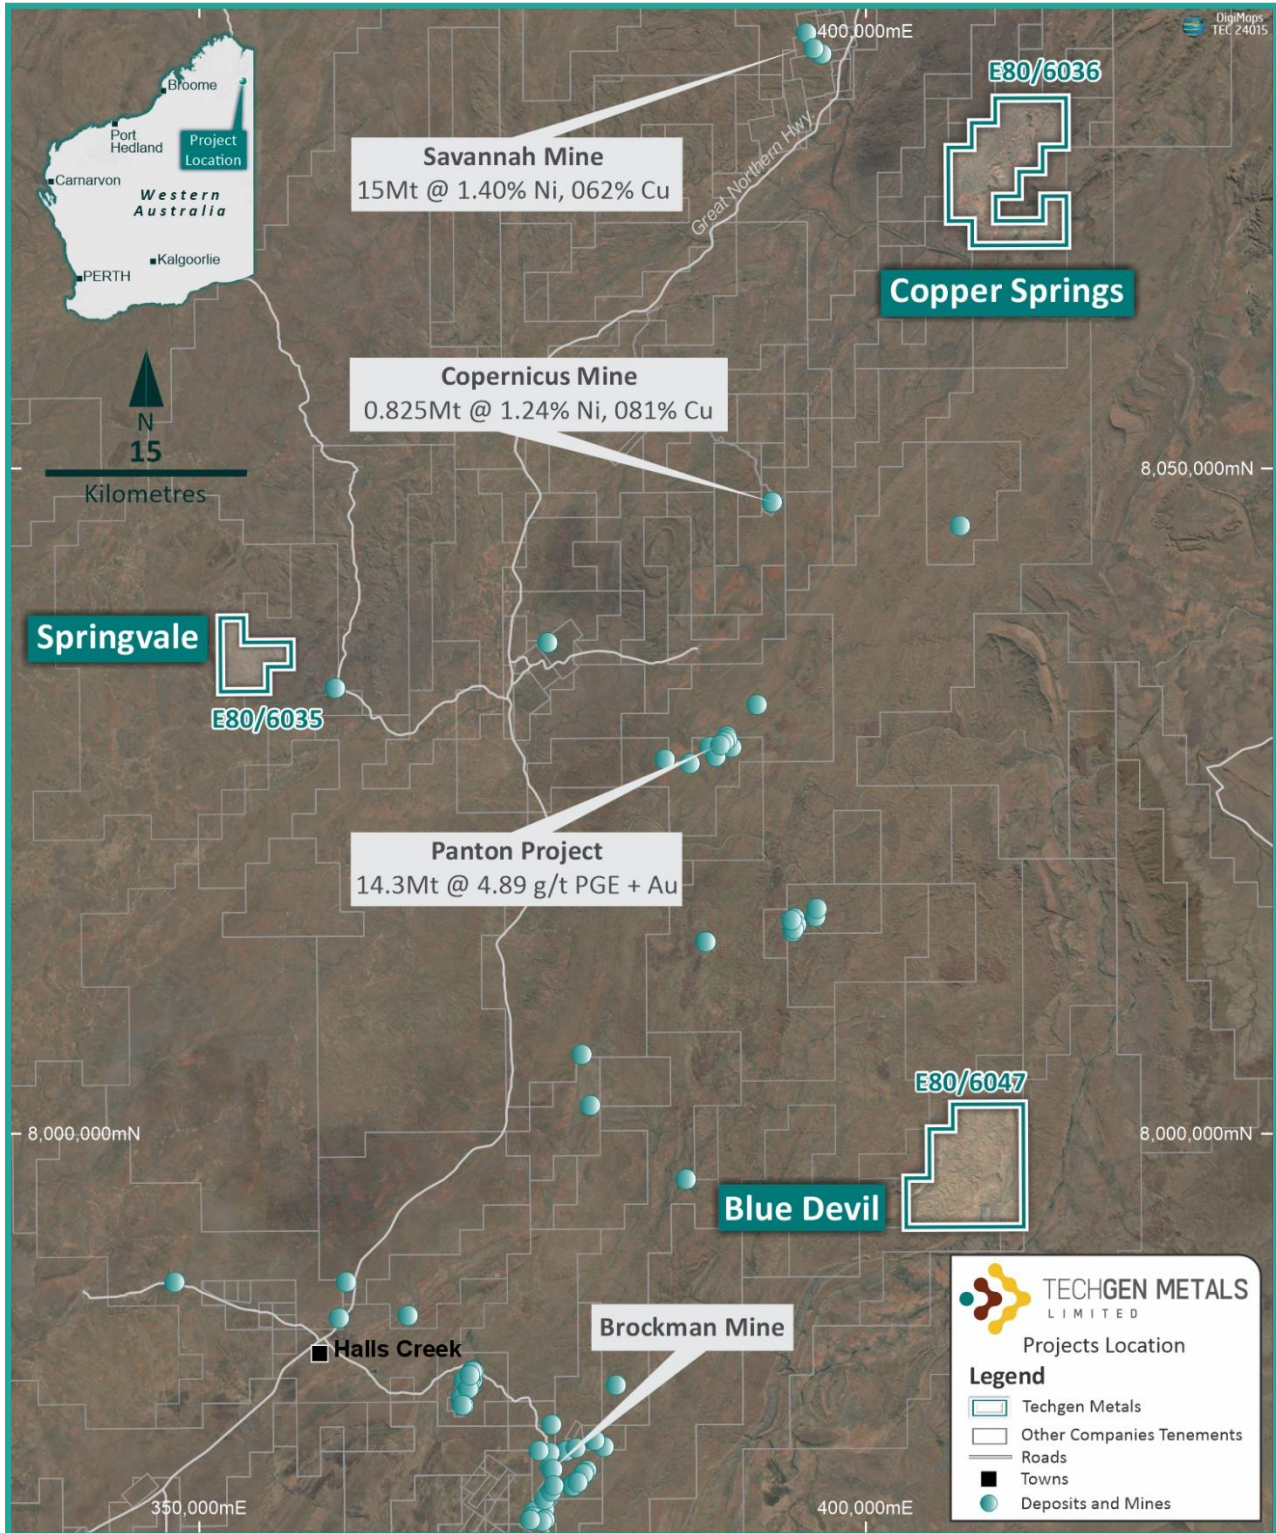 DigiMaps
TEC 24015
400,000mE
E80/6036
Broome
Port
Hedland
Project
Location
Carnarvon
Western
Australia
Kalgoorlie
PERTH
Savannah Mine
15Mt @ 1.40% Ni, 062% Cu
Great Northern Hwy
Copper Springs
Copernicus Mine
0.825Mt @ 1.24% Ni, 081% Cu
N
15
Kilometres
8,050,000mN
Springvale
E80/6035
Panton Project
14.3Mt @ 4.89 g/t PGE + Au
E80/6047
8,000,000mN
8,000,000mN
Blue Devil
Halls Creek
Brockman Mine
TECHGEN METALS
LIMITED
Projects Location
Legend
Techgen Metals
Other Companies Tenements
Roads
Towns
Deposits and Mines
350,000mE
400,000mE